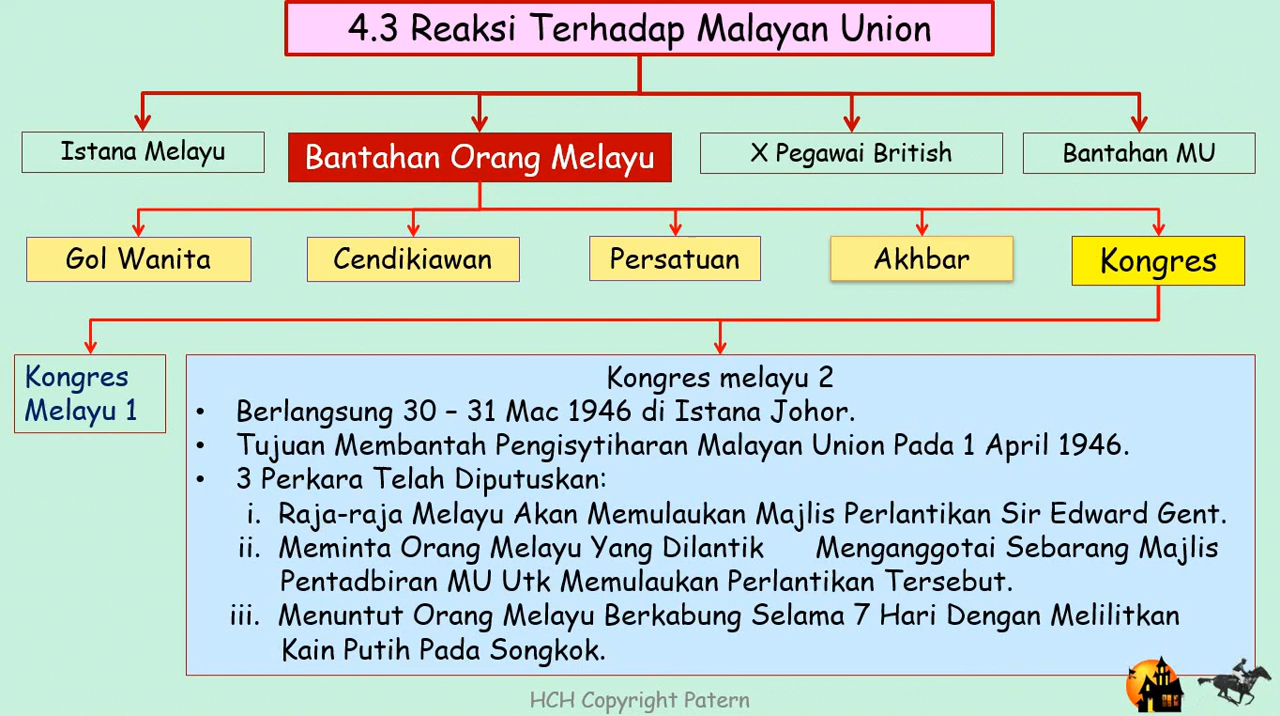 4.3 Reaksi Terhadap Malayan Union
Istana Melayu
Bantahan Orang Melayu
X Pegawai British
Bantahan MU
Gol Wanita
Cendikiawan
Persatuan
Akhbar
Kongres
Kongres
Melayu 1
Kongres melayu 2
• Berlangsung 30 – 31 Mac 1946 di Istana Johor.
• Tujuan Membantah Pengisytiharan Malayan Union Pada 1 April 1946.
• 3 Perkara Telah Diputuskan:
i. Raja-raja Melayu Akan Memulaukan Majlis Perlantikan Sir Edward Gent.
ii. Meminta Orang Melayu Yang Dilantik Menganggotai Sebarang Majlis
Pentadbiran MU Utk Memulaukan Perlantikan Tersebut.
iii. Menuntut Orang Melayu Berkabung Selama 7 Hari Dengan Melilitkan
Kain Putih Pada Songkok.
HCH Copyright Patern